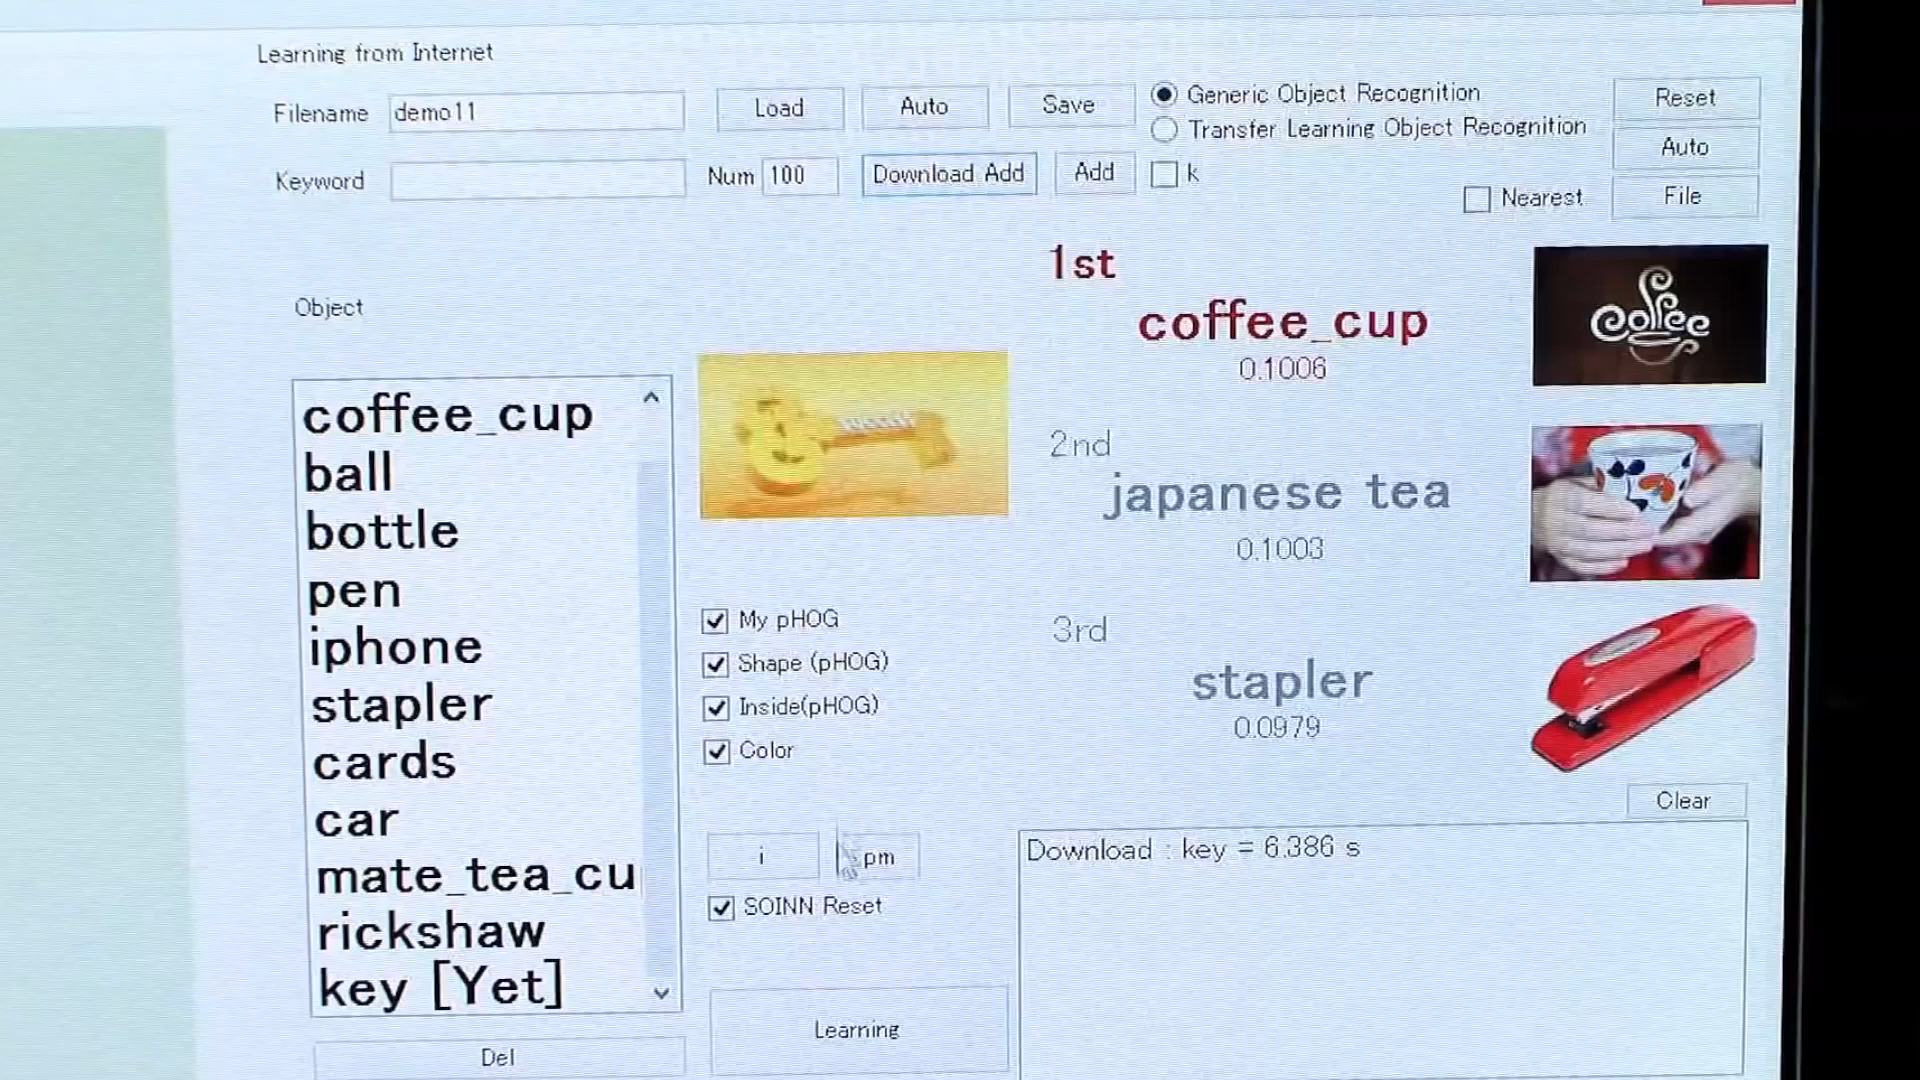 Learning from Internet
Filename demo11 Load Auto Save
Generic Object Recognition
Transfer Learning Object Recognition
Reset
Auto
File
Keyword Num 100 Download Add Add k
Nearest
Object
coffee_cup
ball
bottle
pen
iphone
stapler
cards
car
mate_tea_cu
rickshaw
key [Yet]
Del
My pHOG
Shape (pHOG)
Inside(pHOG)
Color
i pm
SOINN Reset
Learning
1st
coffee_cup
0.1006
Coffee
2nd
japanese tea
0.1003
3rd
stapler
0.0979
Clear
Download : key = 6.386 s